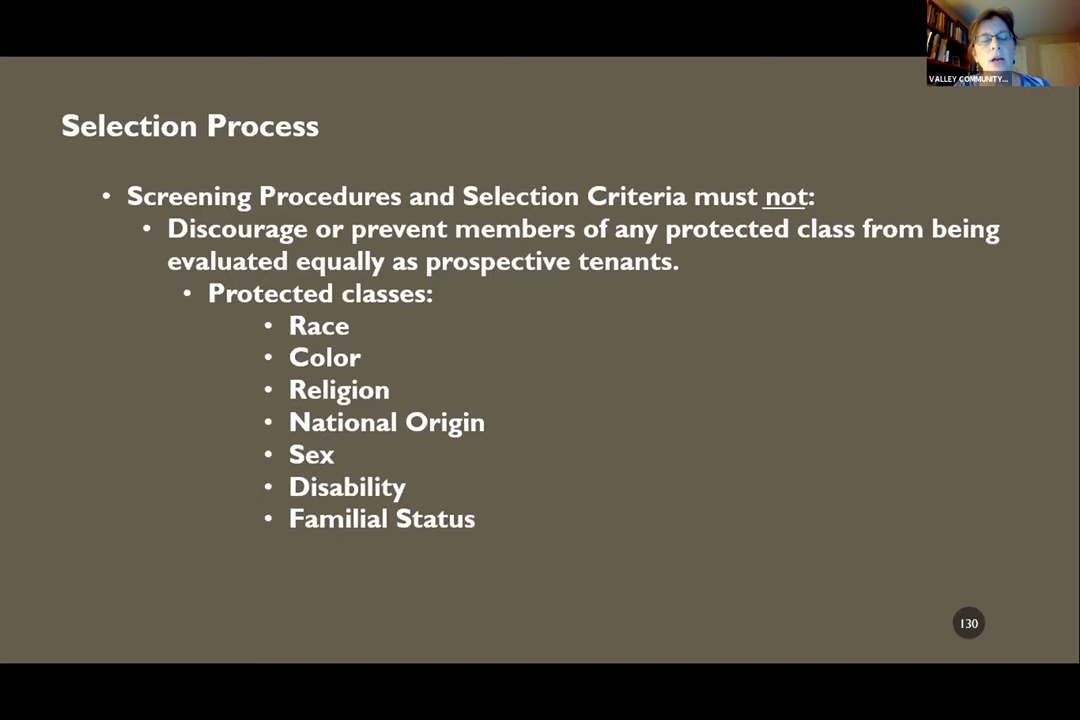 VALLEY COMMUNITY...
Selection Process
• Screening Procedures and Selection Criteria must not:
• Discourage or prevent members of any protected class from being
evaluated equally as prospective tenants.
• Protected classes:
• Race
• Color
• Religion
• National Origin
• Sex
• Disability
• Familial Status
130